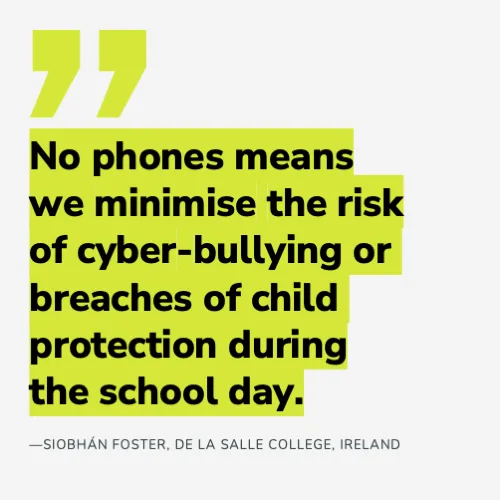 ”
No phones means
we minimise the risk
of cyber-bullying or
breaches of child
protection during
the school day.
—SIOBHÁN FOSTER, DE LA SALLE COLLEGE, IRELAND